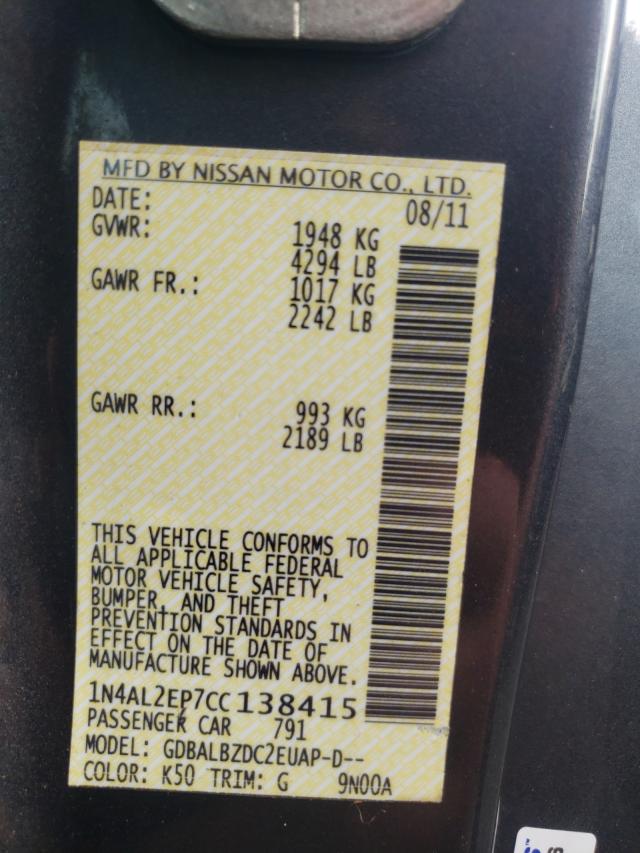 MFD BY NISSAN MOTOR CO., LTD.
DATE: 08/11
GVWR: 1948 KG
4294 LB
GAWR FR.: 1017 KG
2242 LB
GAWR RR.: 993 KG
2189 LB
THIS VEHICLE CONFORMS TO
ALL APPLICABLE FEDERAL
MOTOR VEHICLE SAFETY,
BUMPER, AND THEFT
PREVENTION STANDARDS IN
EFFECT ON THE DATE OF
MANUFACTURE SHOWN ABOVE.
1N4AL2EP7CC138415
PASSENGER CAR 791
MODEL: GDBALBZDC2EUAP-D--
COLOR: K50 TRIM: G 9N00A